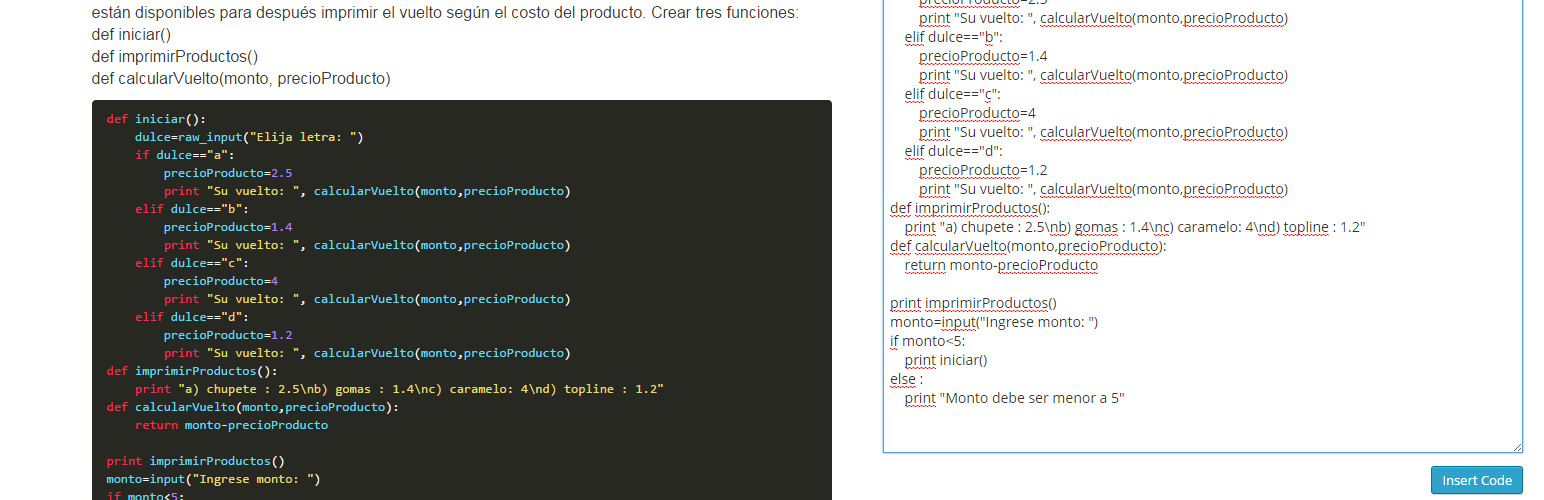 están disponibles para después imprimir el vuelto según el costo del producto. Crear tres funciones:
def iniciar()
def imprimirProductos()
def calcularVuelto(monto, precioProducto)
def iniciar():
    dulce=raw_input("Elija letra: ")
    if dulce=="a":
        precioProducto=2.5
        print "Su vuelto: ", calcularVuelto(monto,precioProducto)
    elif dulce=="b":
        precioProducto=1.4
        print "Su vuelto: ", calcularVuelto(monto,precioProducto)
    elif dulce=="c":
        precioProducto=4
        print "Su vuelto: ", calcularVuelto(monto,precioProducto)
    elif dulce=="d":
        precioProducto=1.2
        print "Su vuelto: ", calcularVuelto(monto,precioProducto)
def imprimirProductos():
    print "a) chupete : 2.5\nb) gomas : 1.4\nc) caramelo: 4\nd) topline : 1.2"
def calcularVuelto(monto,precioProducto):
    return monto-precioProducto

print imprimirProductos()
monto=input("Ingrese monto: ")
if monto<5:
        precioProducto=2.5
        print "Su vuelto: ", calcularVuelto(monto,precioProducto)
    elif dulce=="b":
        precioProducto=1.4
        print "Su vuelto: ", calcularVuelto(monto,precioProducto)
    elif dulce=="c":
        precioProducto=4
        print "Su vuelto: ", calcularVuelto(monto,precioProducto)
    elif dulce=="d":
        precioProducto=1.2
        print "Su vuelto: ", calcularVuelto(monto,precioProducto)
def imprimirProductos():
    print "a) chupete : 2.5\nb) gomas : 1.4\nc) caramelo: 4\nd) topline : 1.2"
def calcularVuelto(monto,precioProducto):
    return monto-precioProducto

print imprimirProductos()
monto=input("Ingrese monto: ")
if monto<5:
    print iniciar()
else :
    print "Monto debe ser menor a 5"
Insert Code